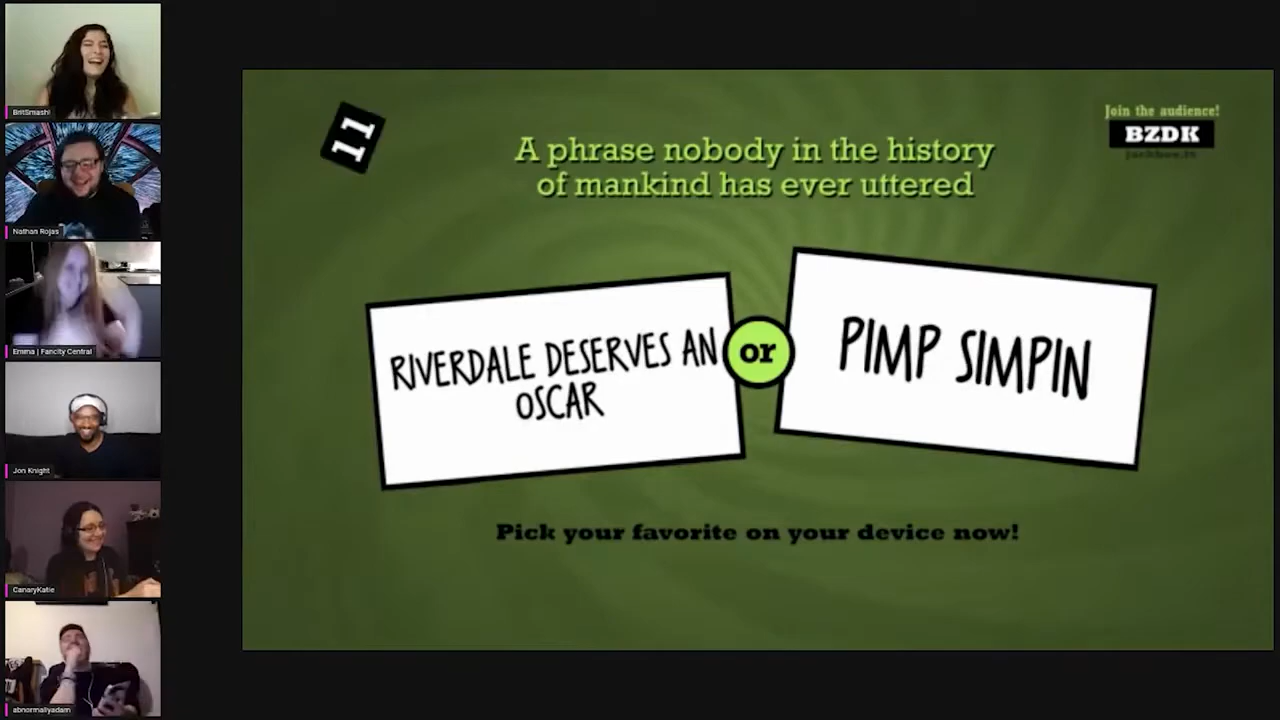 BritSmash!
Nathan Rojas
Emma | Fancity Central
Jon Knight
CanaryKatie
abnormallyadam
11
A phrase nobody in the history
of mankind has ever uttered
Join the audience!
BZDK
jackbox.tv
RIVERDALE DESERVES AN
OSCAR
or
PIMP SIMPIN
Pick your favorite on your device now!